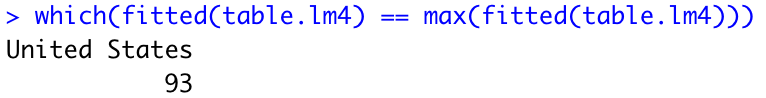 > which(fitted(table.lm4) == max(fitted(table.lm4)))
United States
93